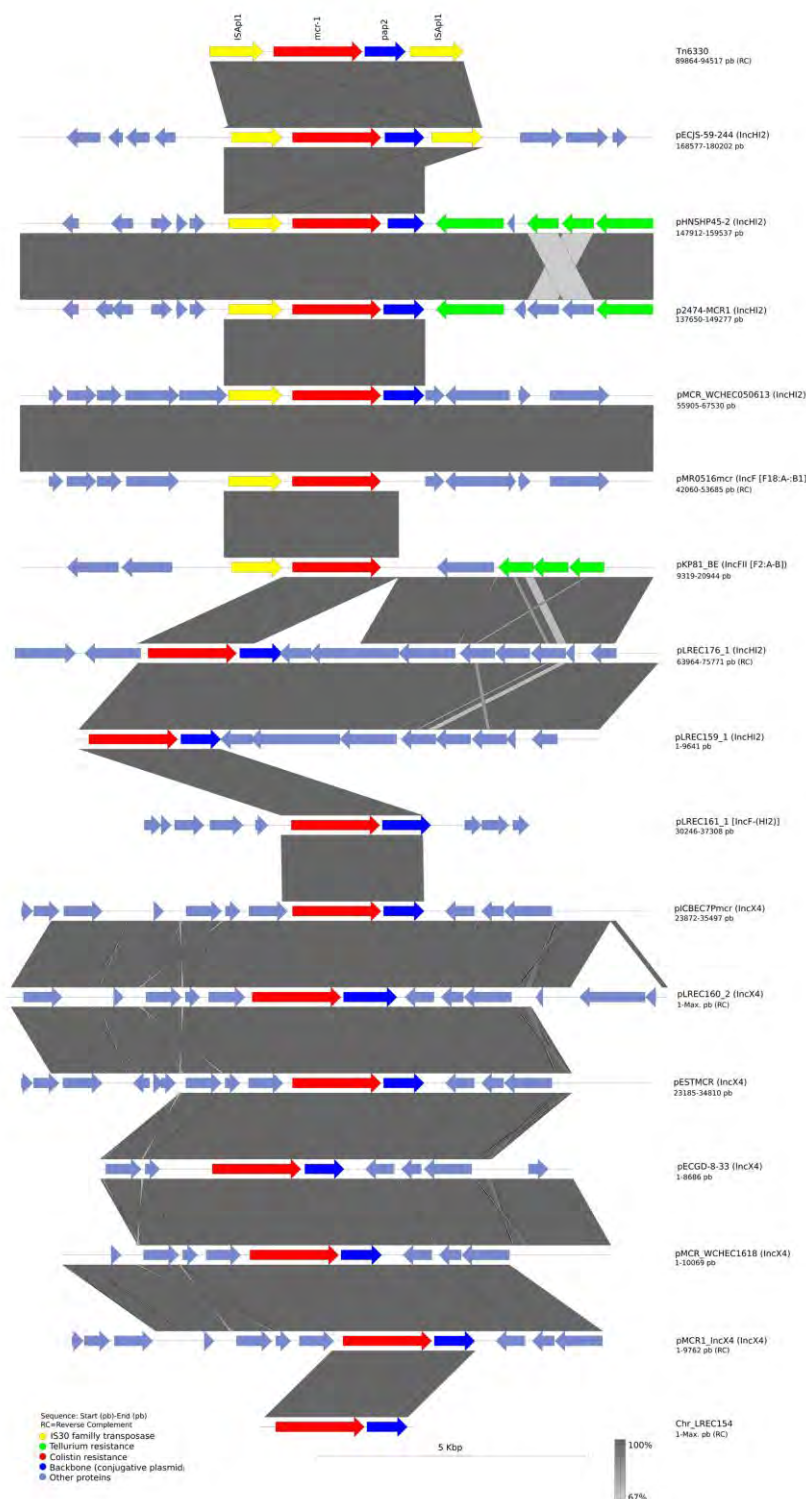 ISApl1
mcr-1
pap2
ISApl1
Tn6330
89864-94517 pb (RC)
pECJS-59-244 (IncHI2)
168577-180202 pb
pHNSHP45-2 (IncHI2)
147912-159537 pb
p2474-MCR1 (IncHI2)
137650-149277 pb
pMCR_WCHEC050613 (IncHI2)
55905-67530 pb
pMR0516mcr (IncF [F18:A-:B1]
42060-53685 pb (RC)
pKP81_BE (IncFII [F2:A-B])
9319-20944 pb
pLREC176_1 (IncHI2)
63964-75771 pb (RC)
pLREC159_1 (IncHI2)
1-9641 pb
pLREC161_1 [IncF-(HI2)]
30246-37308 pb
pICBEC7Pmcr (IncX4)
23872-35497 pb
pLREC160_2 (IncX4)
1-Max. pb (RC)
pESTMCR (IncX4)
23185-34810 pb
pECGD-8-33 (IncX4)
1-8686 pb
pMCR_WCHEC1618 (IncX4)
1-10069 pb
pMCR1_IncX4 (IncX4)
1-9762 pb (RC)
Chr_LREC154
1-Max. pb (RC)
Sequence: Start (pb)-End (pb)
RC=Reverse Complement
IS30 familly transposase
Tellurium resistance
Colistin resistance
Backbone (conjugative plasmid)
Other proteins
5 Kbp
100%
67%